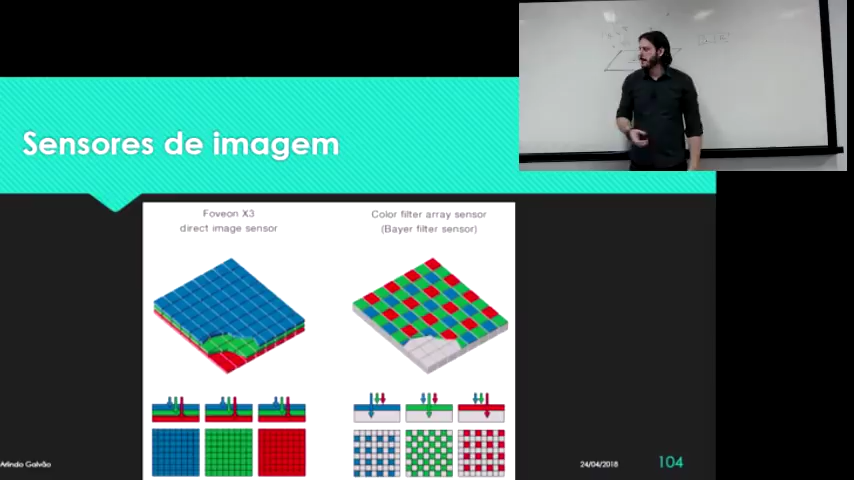 Sensores de imagem
Foveon X3
direct image sensor
Color filter array sensor
(Bayer filter sensor)
Arlindo Galvão
24/04/2018
104